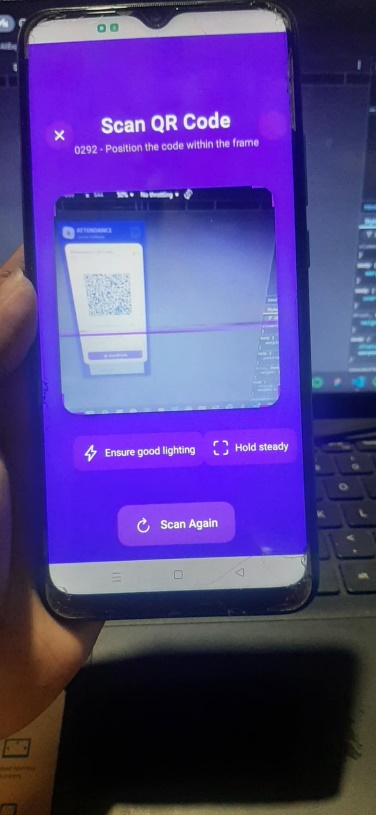 Scan QR Code
0292 - Position the code within the frame
50% No throttling
ATTENDANCE
Ensure good lighting
Hold steady
Scan Again